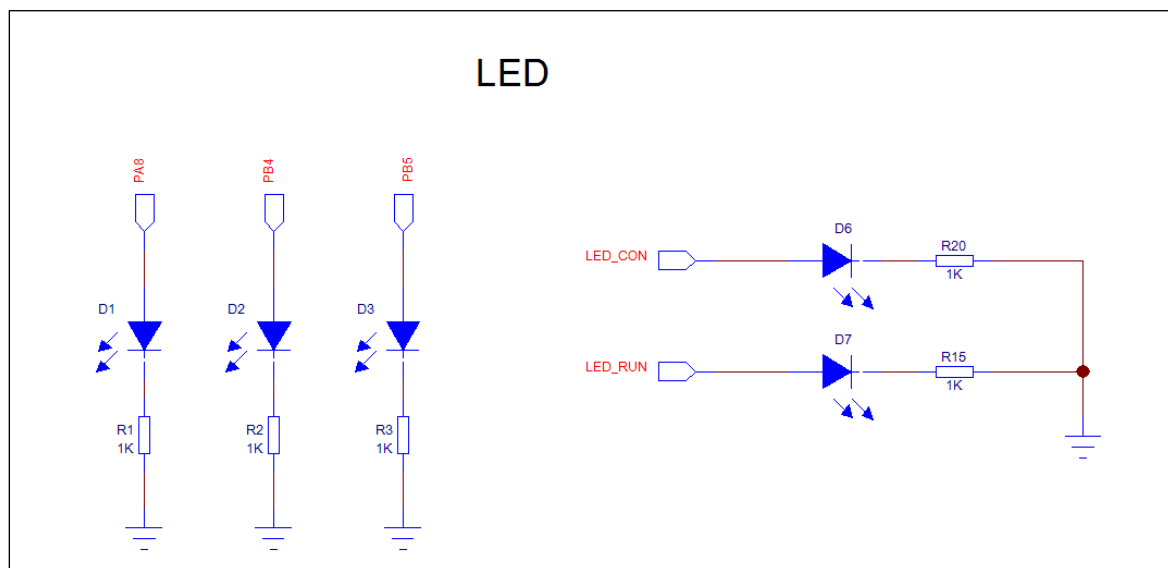 LED
PA8
PB4
PB5
D1
D2
D3
R1
1K
R2
1K
R3
1K
LED_CON
D6
R20
1K
LED_RUN
D7
R15
1K